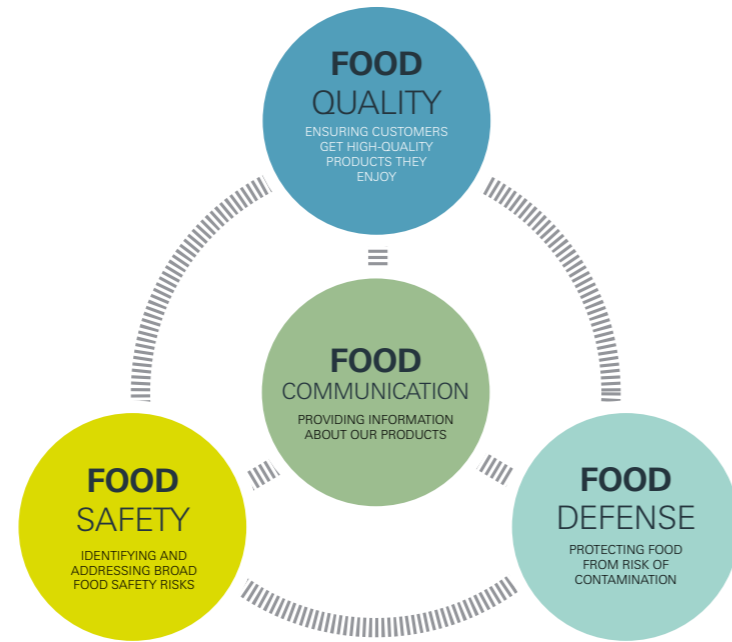 FOOD
QUALITY
ENSURING CUSTOMERS
GET HIGH-QUALITY
PRODUCTS THEY
ENJOY
FOOD
COMMUNICATION
PROVIDING INFORMATION
ABOUT OUR PRODUCTS
FOOD
SAFETY
IDENTIFYING AND
ADDRESSING BROAD
FOOD SAFETY RISKS
FOOD
DEFENSE
PROTECTING FOOD
FROM RISK OF
CONTAMINATION